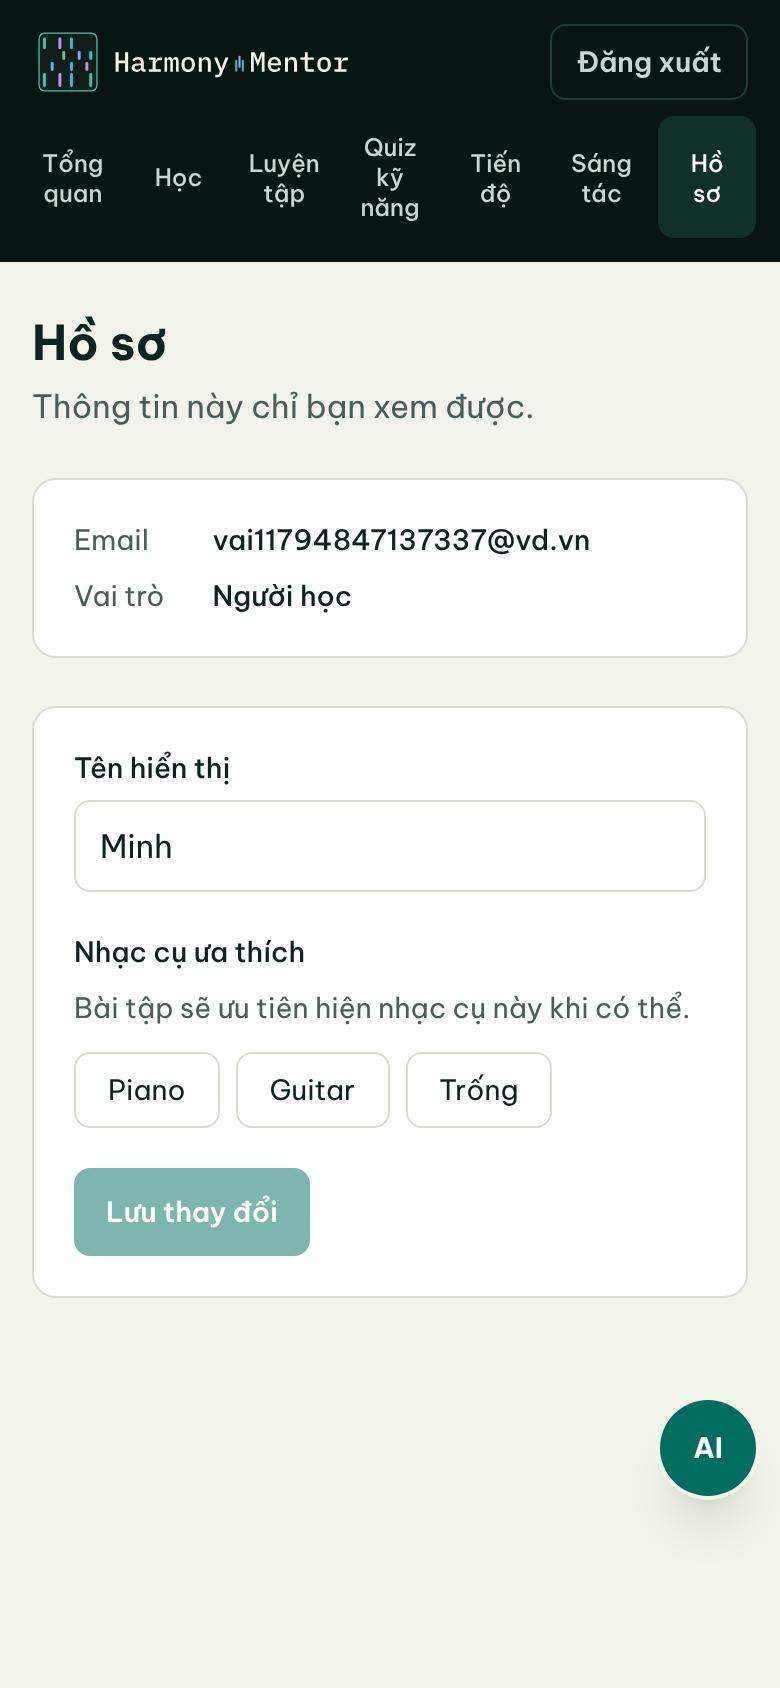 Harmony Mentor
Đăng xuất
Tổng quan
Học
Luyện tập
Quiz kỹ năng
Tiến độ
Sáng tác
Hồ sơ
Hồ sơ
Thông tin này chỉ bạn xem được.
Email vai11794847137337@vd.vn
Vai trò Người học
Tên hiển thị
Minh
Nhạc cụ ưa thích
Bài tập sẽ ưu tiên hiện nhạc cụ này khi có thể.
Piano Guitar Trống
Lưu thay đổi
AI